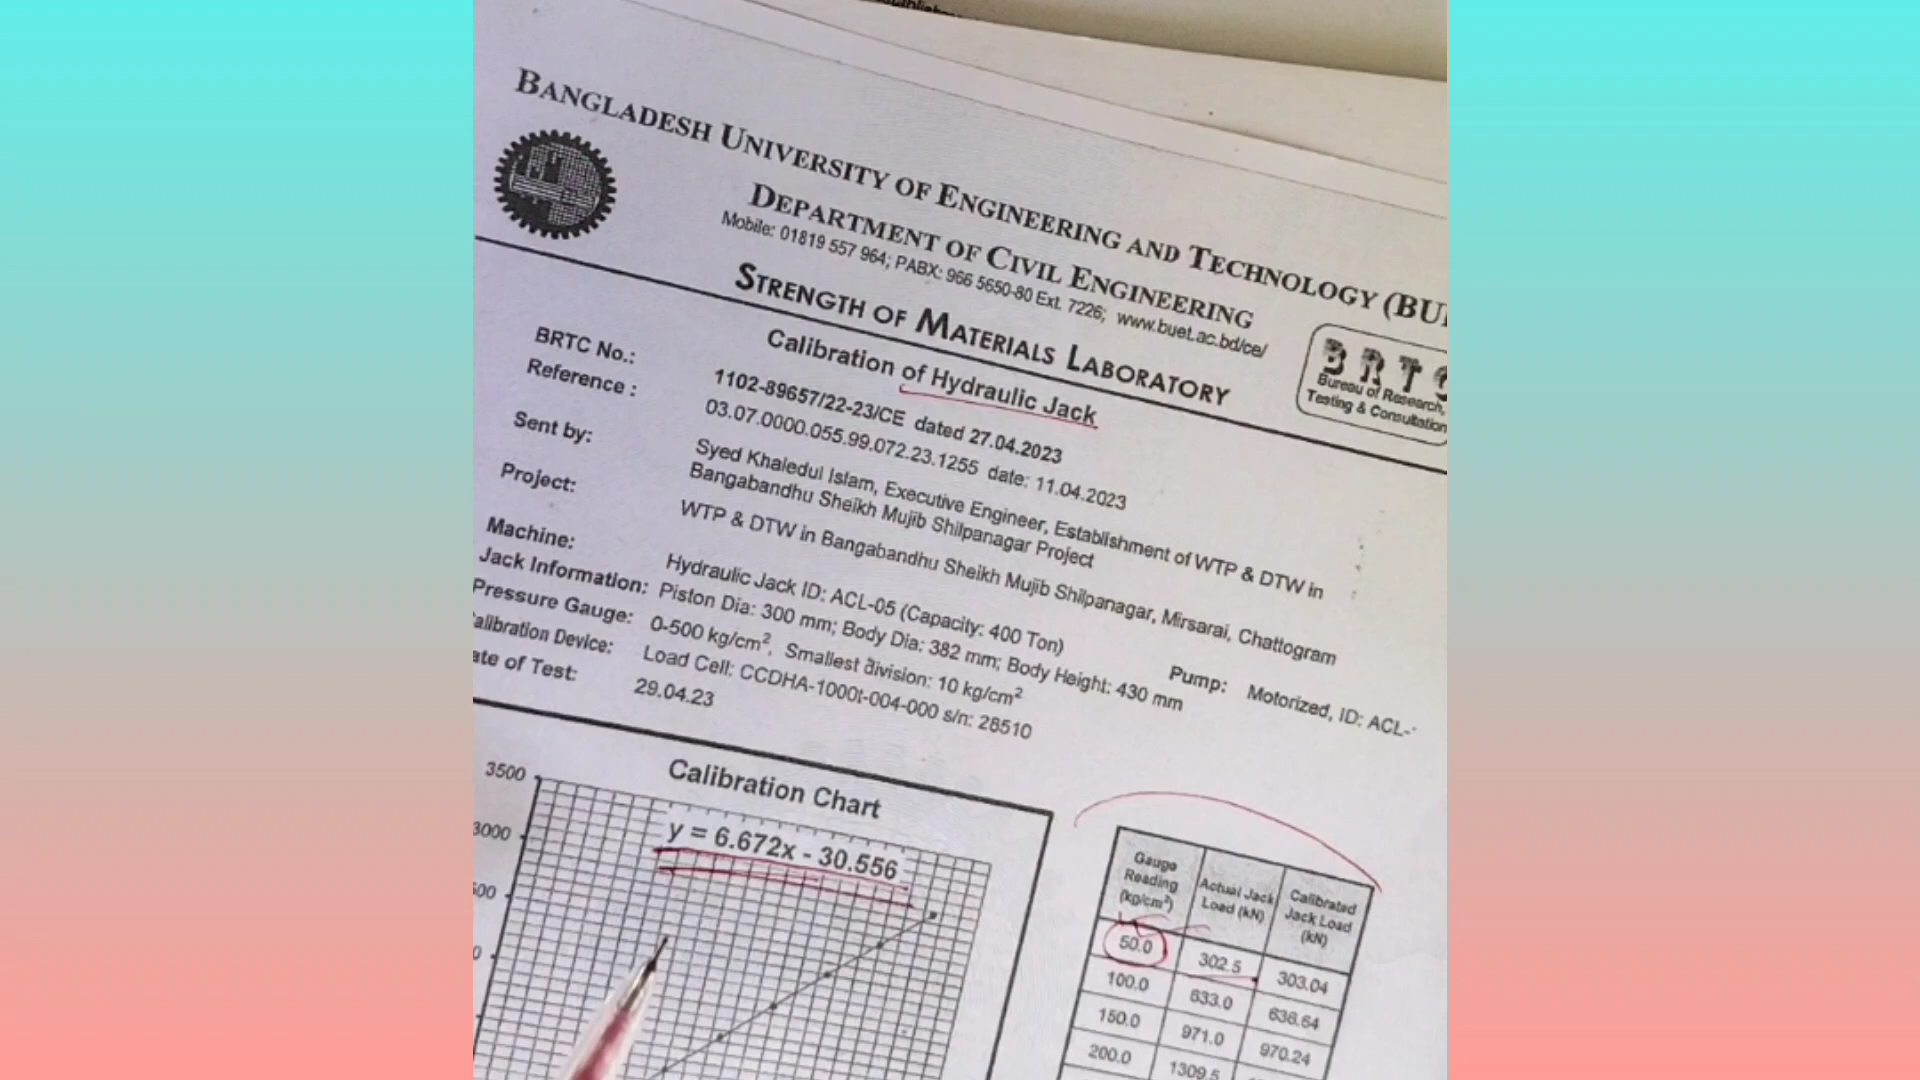 BANGLADESH UNIVERSITY OF ENGINEERING AND TECHNOLOGY (BU
DEPARTMENT OF CIVIL ENGINEERING
Mobile: 01819 557 964; PABX: 966 5650-80 Ext. 7226; www.buet.ac.bd/ce/
STRENGTH OF MATERIALS LABORATORY
BRTC
Bureau of Research,
Testing & Consultation
Calibration of Hydraulic Jack
BRTC No.: 1102-89657/22-23/CE dated 27.04.2023
Reference : 03.07.0000.055.99.072.23.1255 date: 11.04.2023
Sent by: Syed Khaledul Islam, Executive Engineer, Establishment of WTP & DTW in
Bangabandhu Sheikh Mujib Shilpanagar Project
Project: WTP & DTW in Bangabandhu Sheikh Mujib Shilpanagar, Mirsarai, Chattogram
Machine: Hydraulic Jack ID: ACL-05 (Capacity: 400 Ton) Pump: Motorized, ID: ACL-
Jack Information: Piston Dia: 300 mm; Body Dia: 382 mm; Body Height: 430 mm
Pressure Gauge: 0-500 kg/cm², Smallest division: 10 kg/cm²
alibration Device: Load Cell: CCDHA-1000t-004-000 s/n: 28510
ate of Test: 29.04.23
Calibration Chart
3500
y = 6.672x - 30.556
3000
500
0
Gauge Reading (kg/cm²) Actual Jack Load (kN) Calibrated Jack Load (kN)
50.0 302.5 303.04
100.0 633.0 636.64
150.0 971.0 970.24
200.0 1309.5